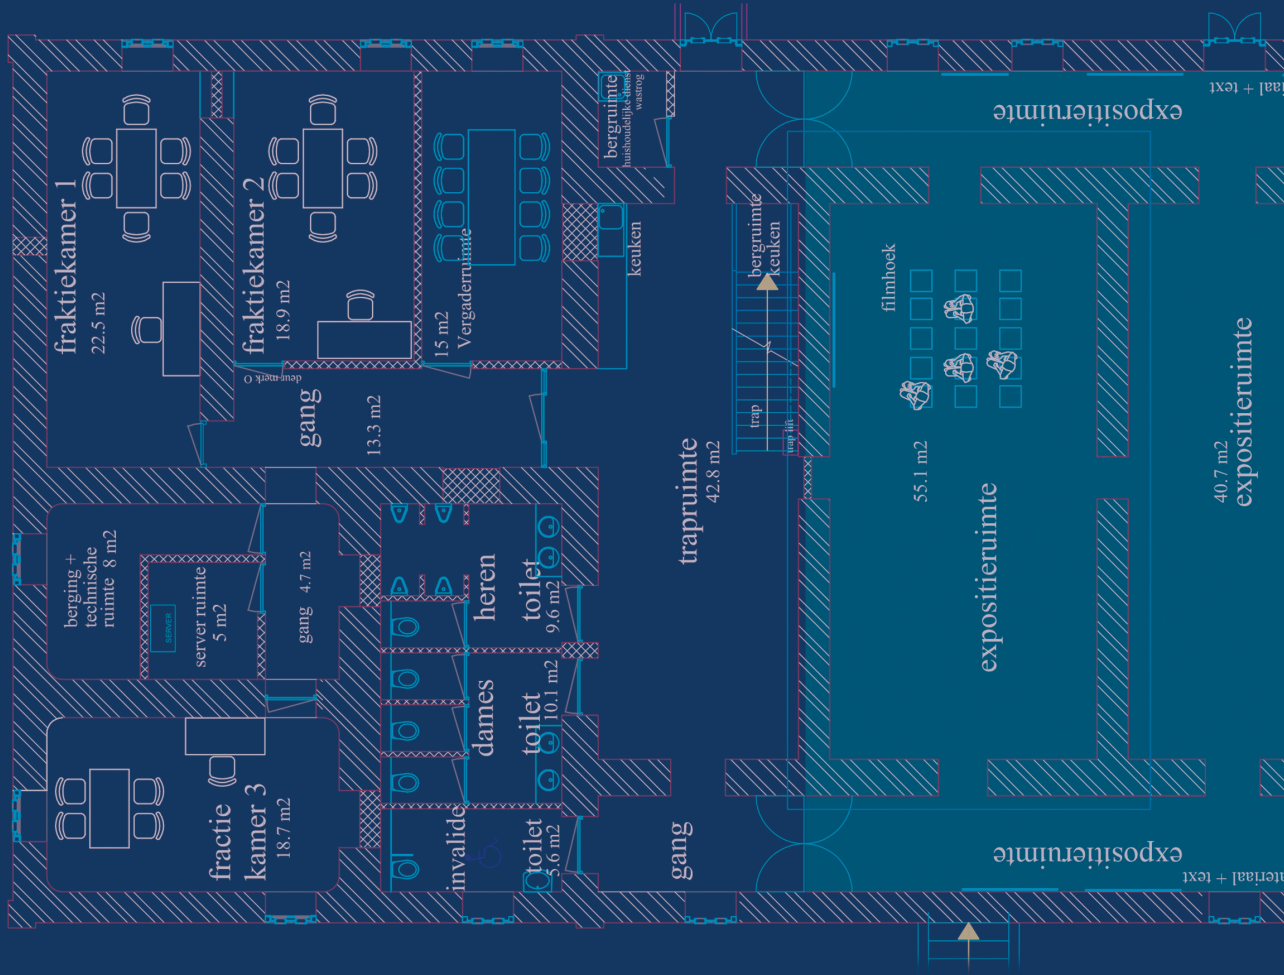 fraktiekamer 1
22.5 m2
fraktiekamer 2
18.9 m2
15 m2
Vergaderruimte
bergruimte
huishoudelijke dienst
wastrog
keuken
bergruimte
keuken
trap
trap lift
deur merk O
gang
13.3 m2
berging +
technische
ruimte 8 m2
SERVER
server ruimte
5 m2
gang 4.7 m2
heren
toilet
9.6 m2
dames
toilet
10.1 m2
invalide
toilet
5.6 m2
fractie
kamer 3
18.7 m2
trapruimte
42.8 m2
gang
expositieruimte
+ text
filmhoek
55.1 m2
expositieruimte
40.7 m2
expositieruimte
expositieruimte
+ text